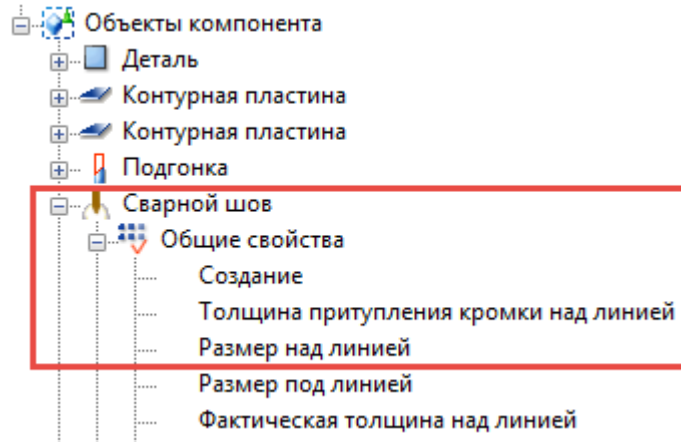 Объекты компонента
Деталь
Контурная пластина
Контурная пластина
Подгонка
Сварной шов
Общие свойства
Создание
Толщина притупления кромки над линией
Размер над линией
Размер под линией
Фактическая толщина над линией